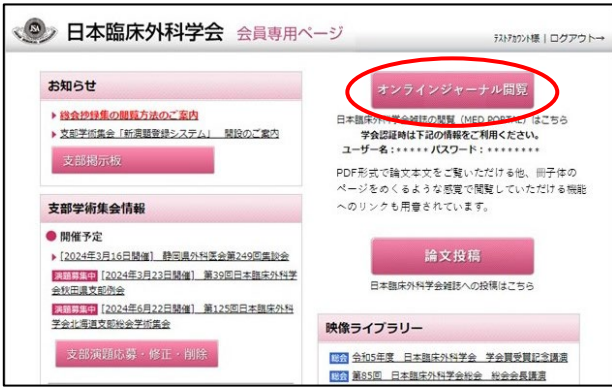 日本臨床外科学会 会員専用ページ
テストアカウント様 | ログアウト→
お知らせ
総会抄録集の閲覧方法のご案内
支部学術集会「新演題登録システム」 開設のご案内
支部掲示板
支部学術集会情報
開催予定
[2024年3月16日開催] 静岡県外科医会第249回集談会
演題募集中 [2024年3月23日開催] 第39回日本臨床外科学
会秋田県支部例会
演題募集中 [2024年6月22日開催] 第125回日本臨床外科
学会北海道支部総会学術集会
支部演題応募・修正・削除
オンラインジャーナル閲覧
日本臨床外科学会雑誌の閲覧（MED PORTAL）はこちら
学会認証時は下記の情報をご利用ください。
ユーザー名：***** パスワード：********
PDF形式で論文本文をご覧いただける他、冊子体の
ページをめくるような感覚で閲覧していただける機能
へのリンクも用意されています。
論文投稿
日本臨床外科学会雑誌への投稿はこちら
映像ライブラリー
総会 令和5年度 日本臨床外科学会 学会賞受賞記念講演
総会 第85回 日本臨床外科学会総会 総会会長講演